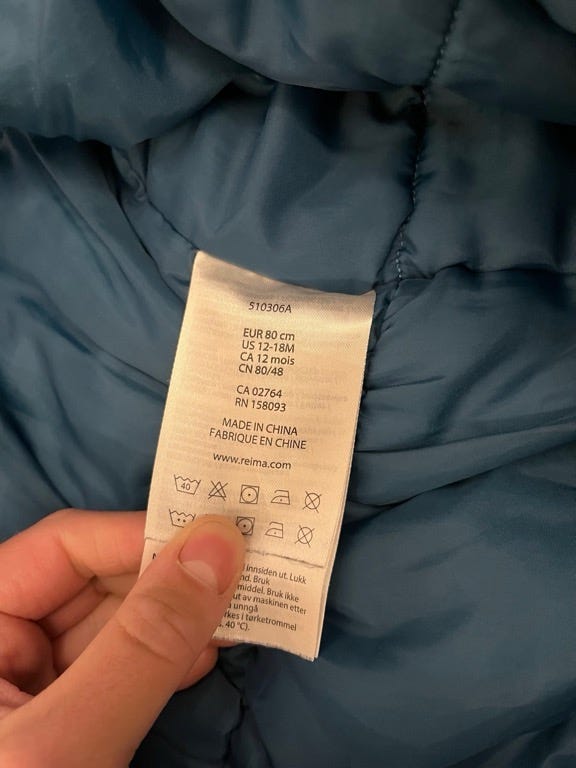 510306A
EUR 80 cm
US 12-18M
CA 12 mois
CN 80/48
CA 02764
RN 158093
MADE IN CHINA
FABRIQUE EN CHINE
www.reima.com
40
innsiden ut. Lukk
Bruk
middel. Bruk ikke
ut av maskinen etter
unngå
i tørketrommel
40 °C).